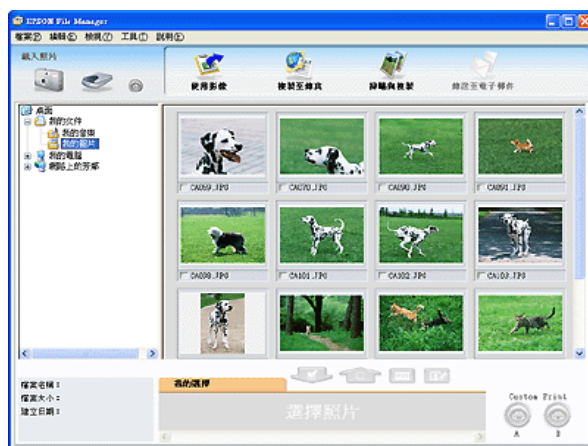 EPSON File Manager
檔案(F) 編輯(E) 檢視(V) 工具(T) 說明(H)
載入照片
使用影像
複製至傳真
掃瞄與複製
傳送至電子郵件
桌面
我的文件
我的音樂
我的照片
我的電腦
網路上的芳鄰
CA069.JPG
CA070.JPG
CA090.JPG
CA091.JPG
CA098.JPG
CA101.JPG
CA102.JPG
CA103.JPG
檔案名稱：
檔案大小：
建立日期：
我的選擇
選擇照片
Custom Print
A
B